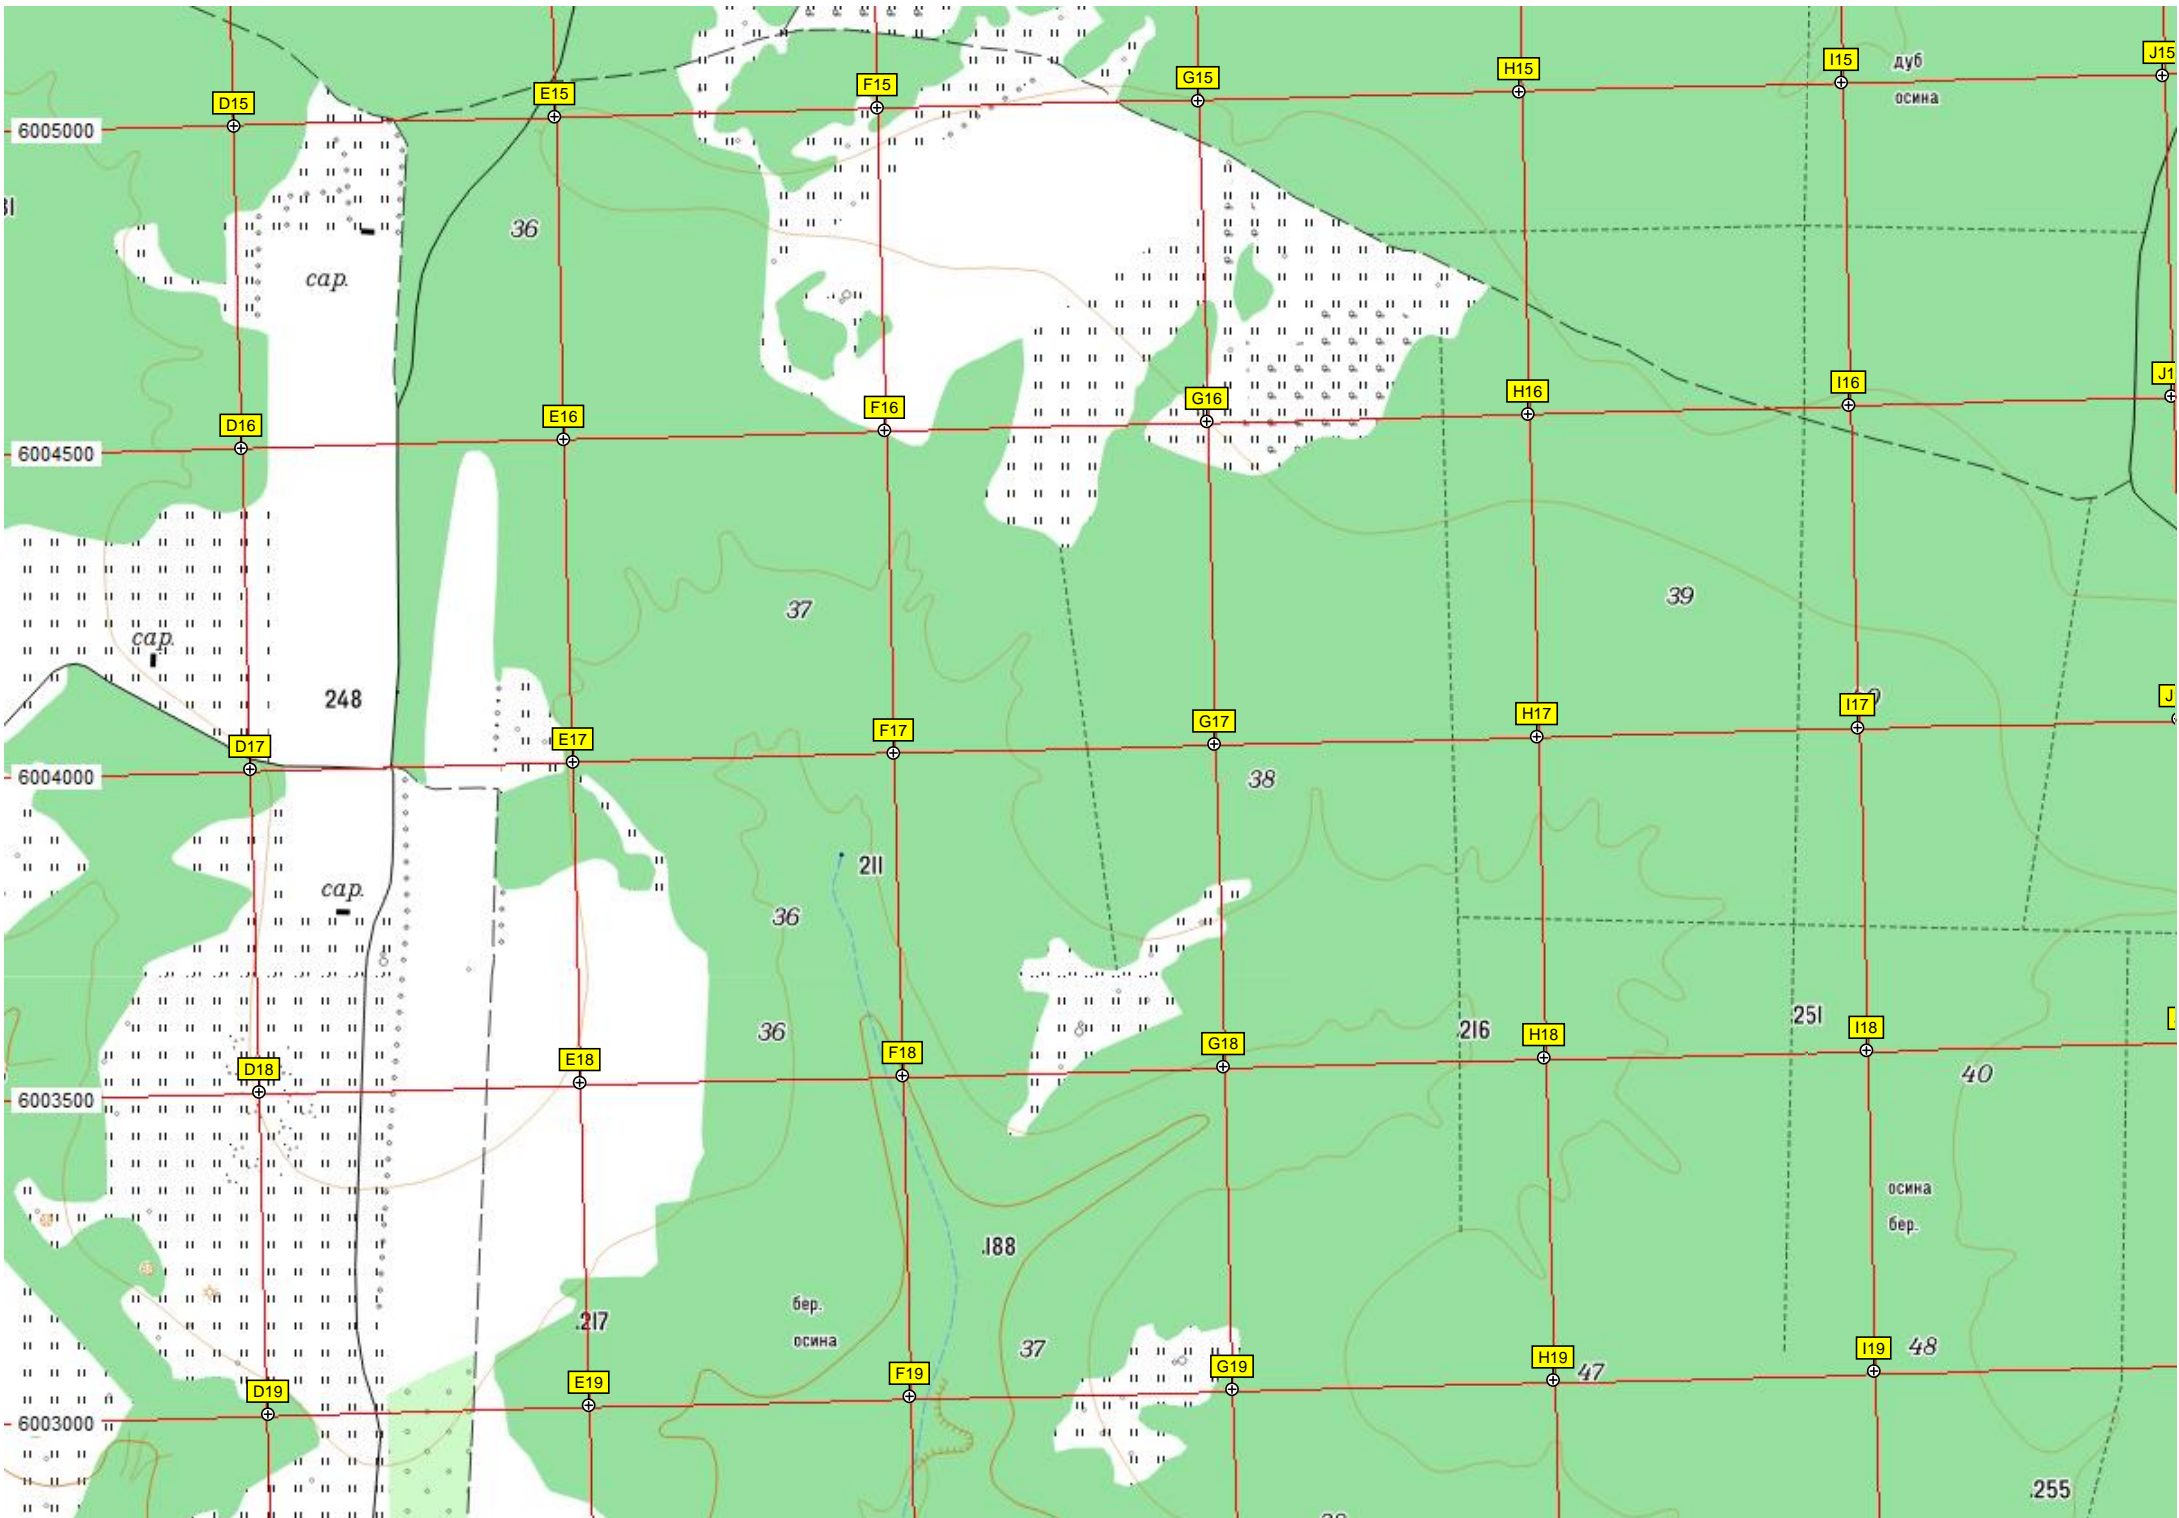 D15
E15
F15
G15
H15
I15
J15
дуб
осина
6005000
36
сар.
D16
E16
F16
G16
H16
I16
6004500
37
39
сар.
248
D17
E17
F17
G17
H17
I17
6004000
38
211
сар.
36
36
216
251
D18
E18
F18
G18
H18
I18
40
6003500
осина
бер.
.188
.217
бер.
осина
37
47
48
D19
E19
F19
G19
H19
I19
6003000
.255